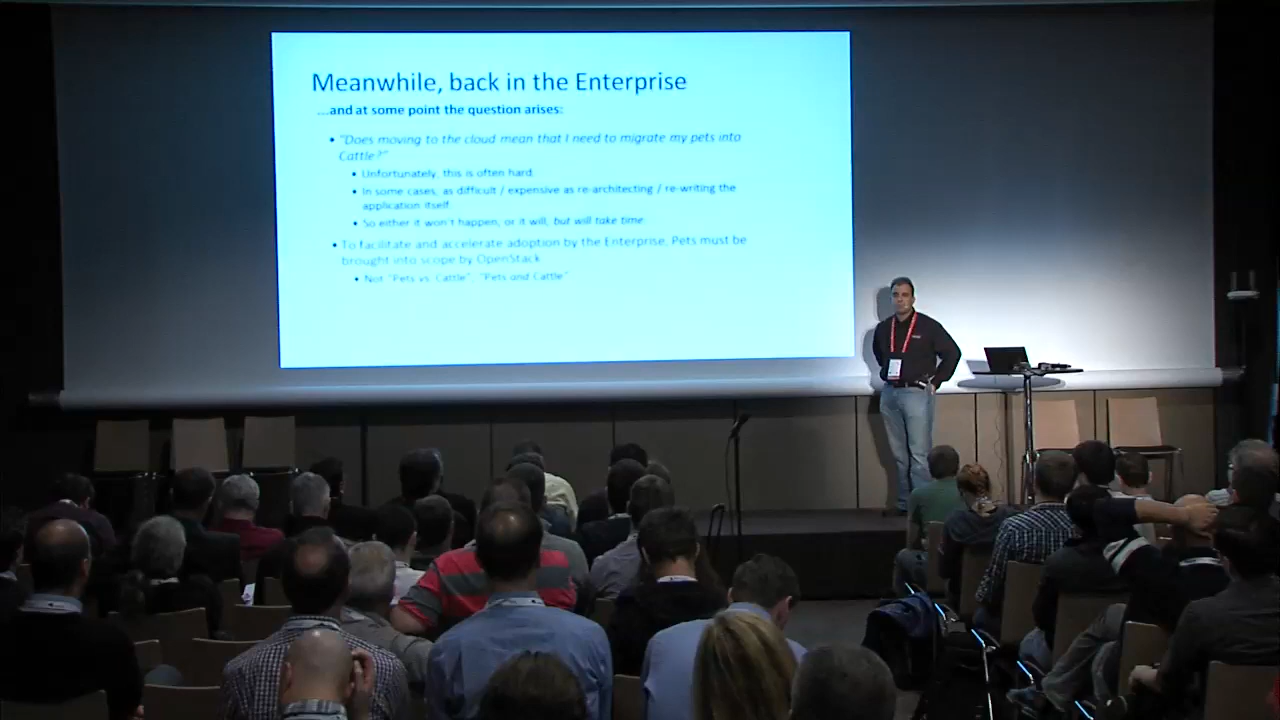 Meanwhile, back in the Enterprise
...and at some point the question arises:
• "Does moving to the cloud mean that I need to migrate my pets into
Cattle?"
• Unfortunately, this is often hard.
• In some cases, as difficult / expensive as re-architecting / re-writing the
application itself.
• So either it won't happen, or it will, but will take time.
• To facilitate and accelerate adoption by the Enterprise, Pets must be
brought into scope by OpenStack
• Not "Pets vs. Cattle", "Pets and Cattle"